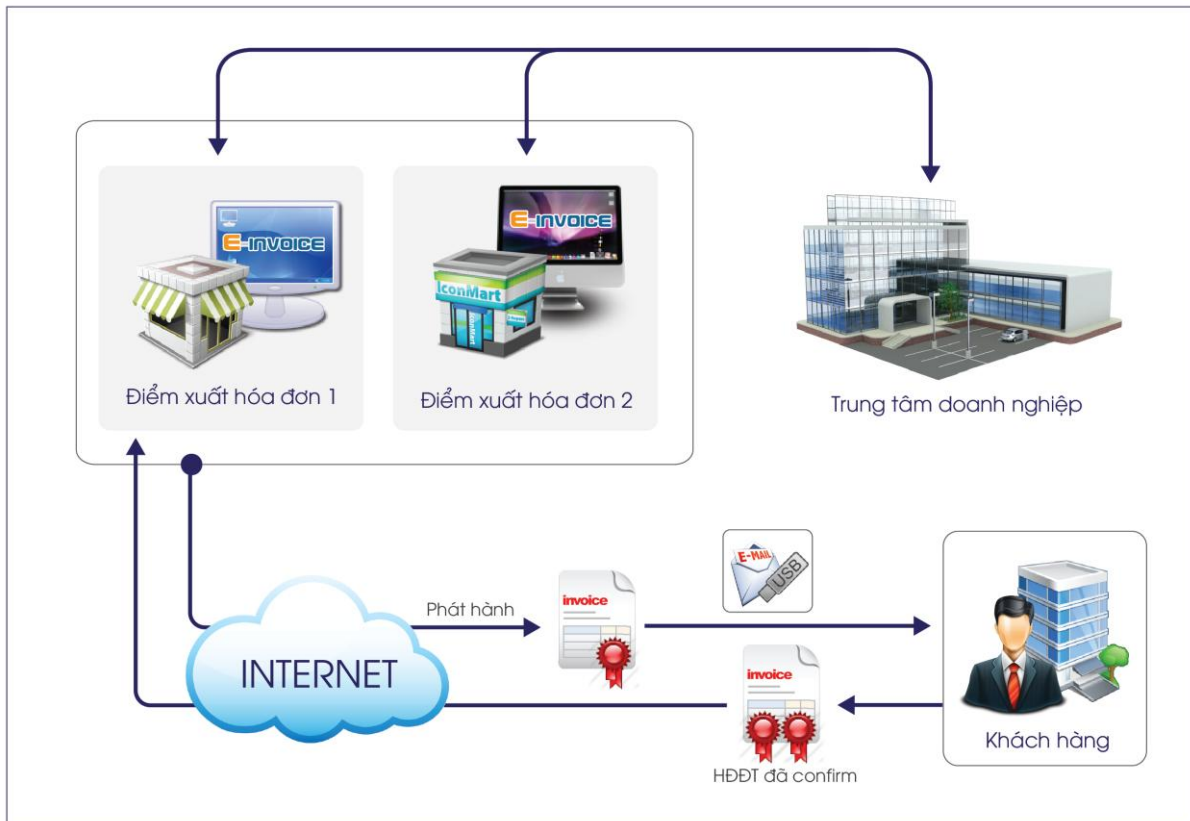 E-INVOICE
E-INVOICE
IconMart
IconMart
Điểm xuất hóa đơn 1
Điểm xuất hóa đơn 2
Trung tâm doanh nghiệp
E-MAIL
USB
Phát hành
invoice
INTERNET
invoice
HĐĐT đã confirm
Khách hàng